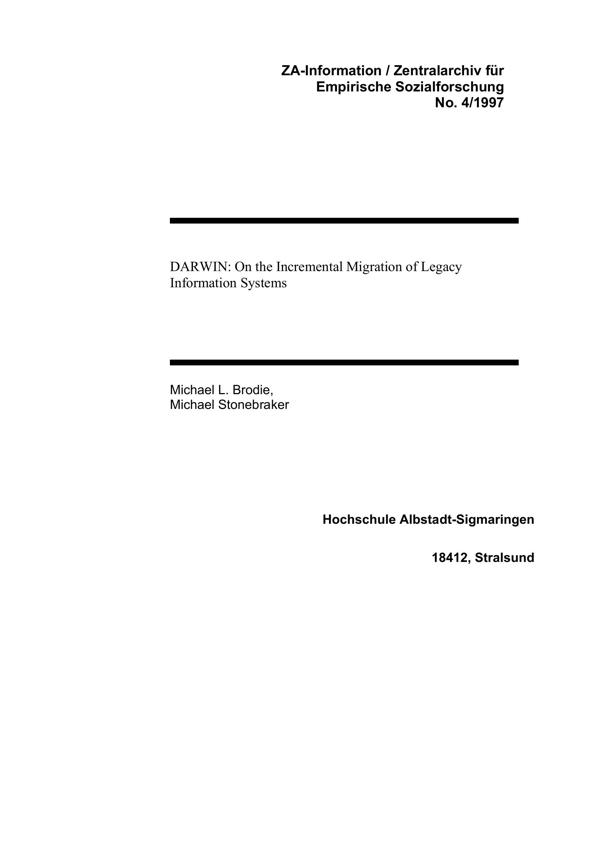 ZA-Information / Zentralarchiv für
Empirische Sozialforschung
No. 4/1997
DARWIN: On the Incremental Migration of Legacy
Information Systems
Michael L. Brodie,
Michael Stonebraker
Hochschule Albstadt-Sigmaringen
18412, Stralsund